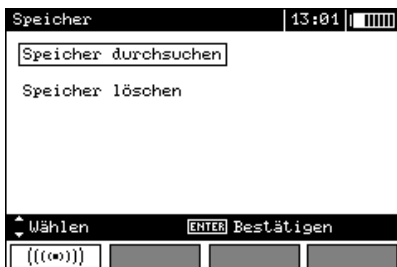 Speicher 13:01
Speicher durchsuchen
Speicher löschen
Wählen ENTER Bestätigen